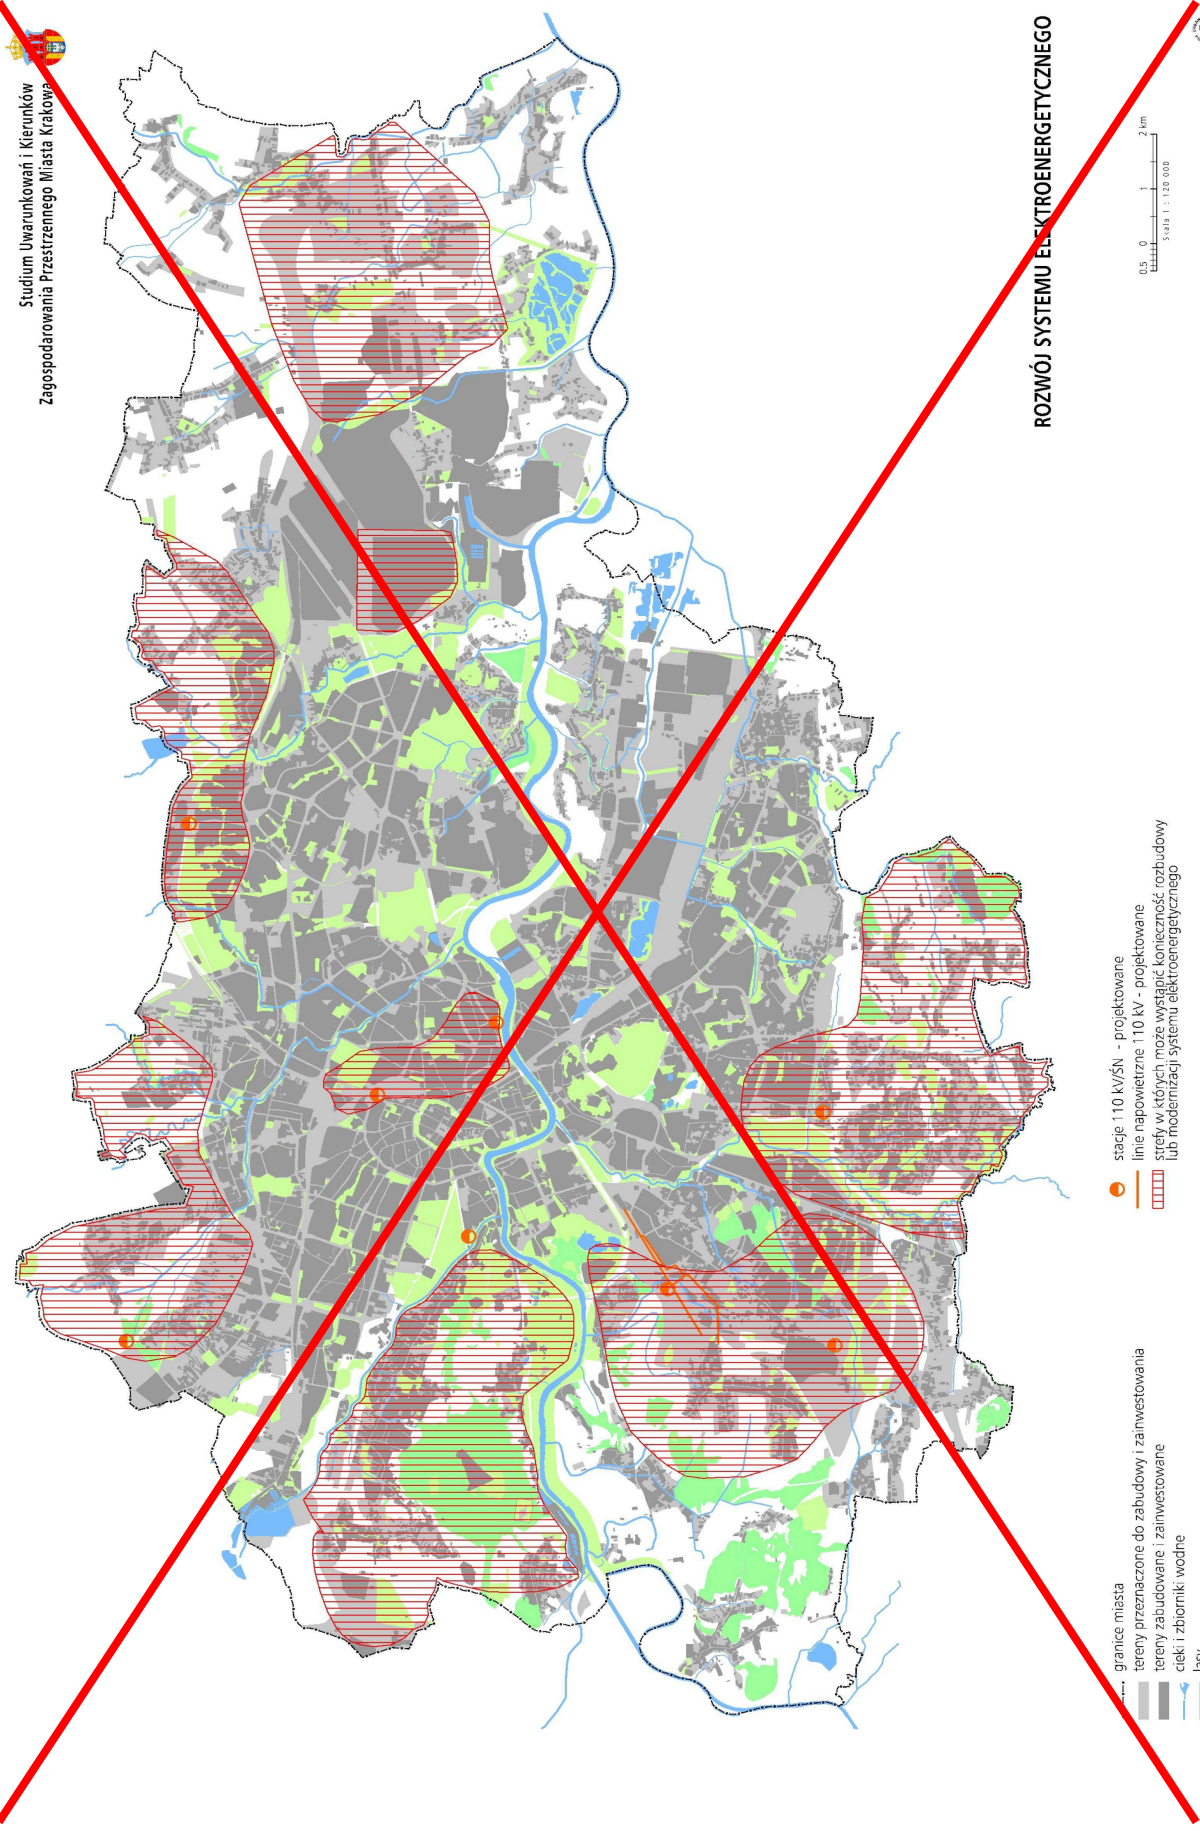 Studium Uwarunkowań i Kierunków
Zagospodarowania Przestrzennego Miasta Krakowa
ROZWÓJ SYSTEMU ELEKTROENERGETYCZNEGO
0.5 0 1 2 km
Skala 1 : 120 000
granice miasta
tereny przeznaczone do zabudowy i zainwestowania
tereny zabudowane i zainwestowane
cieki i zbiorniki wodne
lasy
stacje 110 kV/SN - projektowane
linie napowietrzne 110 kV - projektowane
strefy w których może wystąpić konieczność rozbudowy
lub modernizacji systemu elektroenergetycznego